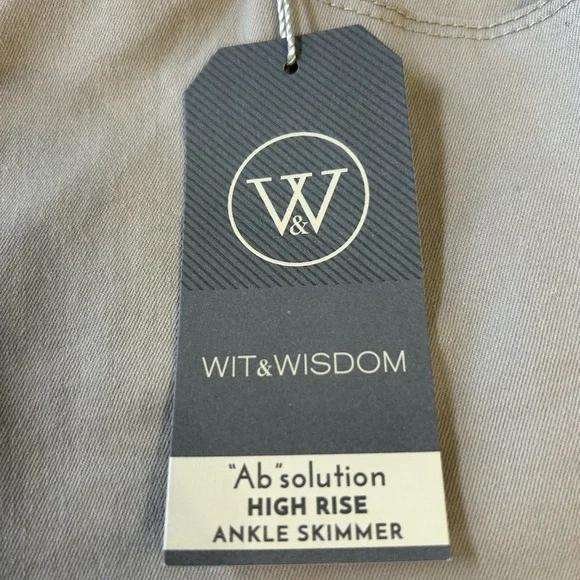 W&W
WIT&WISDOM
"Ab"solution
HIGH RISE
ANKLE SKIMMER